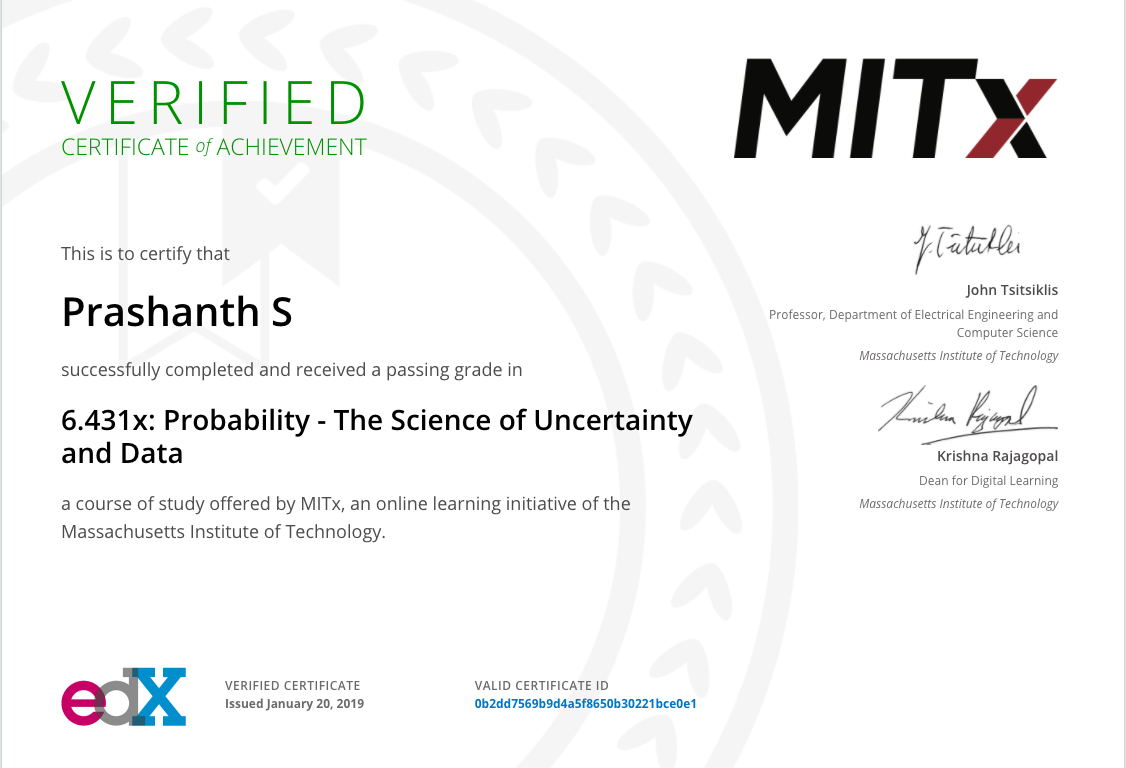 VERIFIED
CERTIFICATE of ACHIEVEMENT
MITx
This is to certify that
Prashanth S
successfully completed and received a passing grade in
6.431x: Probability - The Science of Uncertainty
and Data
a course of study offered by MITx, an online learning initiative of the
Massachusetts Institute of Technology.
J. Tsitsiklis
John Tsitsiklis
Professor, Department of Electrical Engineering and
Computer Science
Massachusetts Institute of Technology
Krishna Rajagopal
Krishna Rajagopal
Dean for Digital Learning
Massachusetts Institute of Technology
edX
VERIFIED CERTIFICATE
Issued January 20, 2019
VALID CERTIFICATE ID
0b2dd7569b9d4a5f8650b30221bce0e1